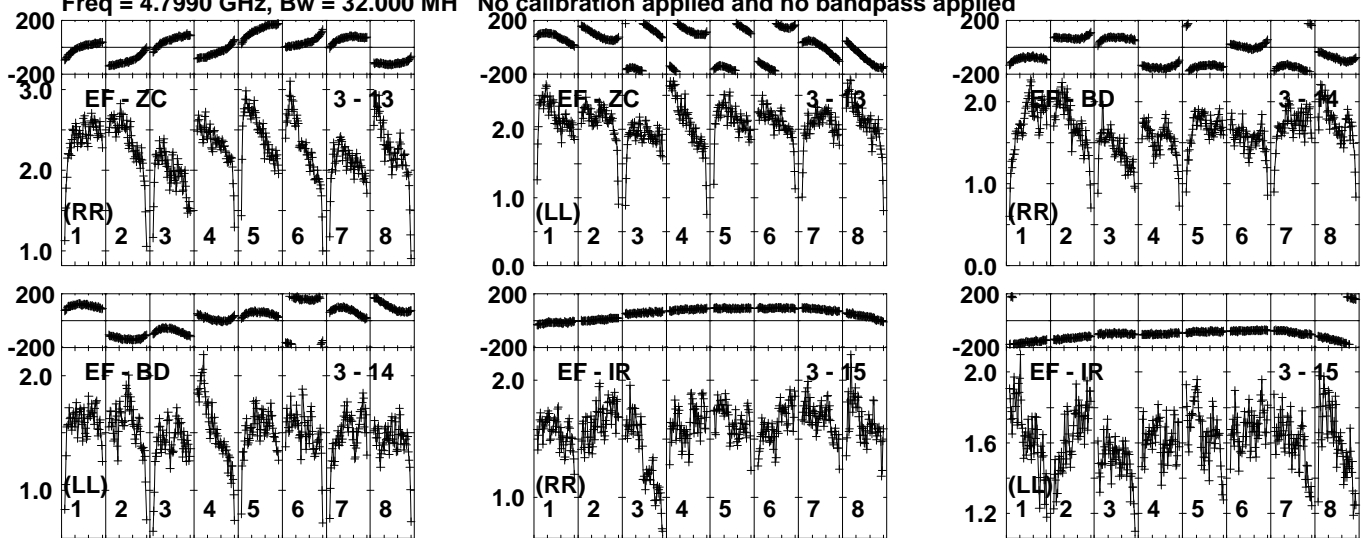 Freq = 4.7990 GHz, Bw = 32.000 MH No calibration applied and no bandpass applied
200
-200
3.0
2.0
1.0
EF - ZC 3 - 13
(RR)
1 2 3 4 5 6 7 8
200
-200
2.0
1.0
0.0
EF - ZC 3 - 13
(LL)
1 2 3 4 5 6 7 8
200
-200
2.0
1.0
0.0
EF - BD 3 - 14
(RR)
1 2 3 4 5 6 7 8
200
-200
2.0
1.0
EF - BD 3 - 14
(LL)
1 2 3 4 5 6 7 8
200
-200
2.0
1.0
EF - IR 3 - 15
(RR)
1 2 3 4 5 6 7 8
200
-200
2.0
1.6
1.2
EF - IR 3 - 15
(LL)
1 2 3 4 5 6 7 8